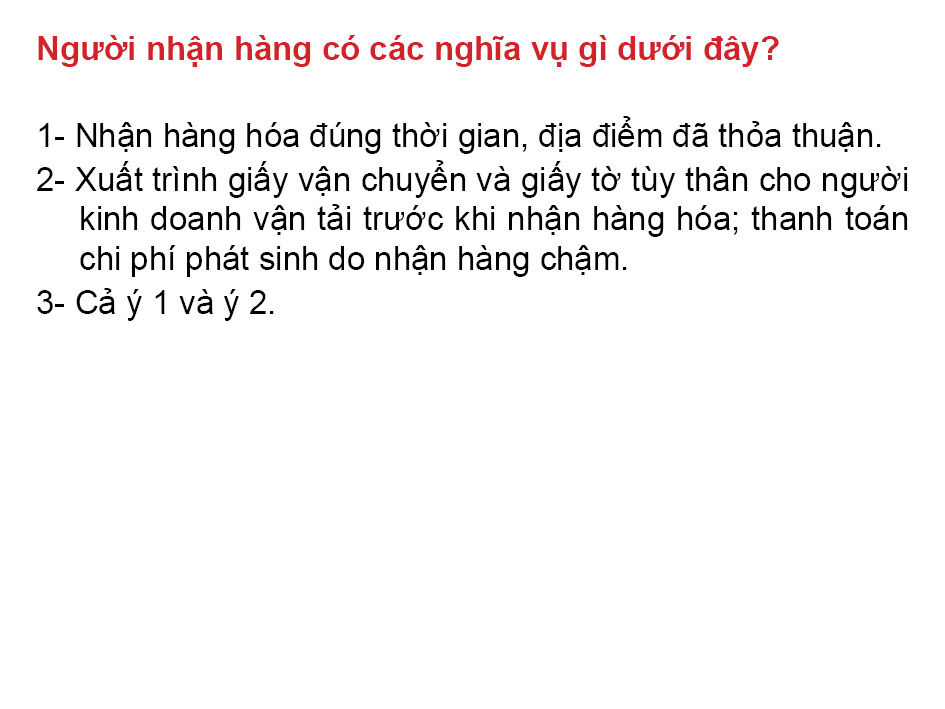 Người nhận hàng có các nghĩa vụ gì dưới đây?
1- Nhận hàng hóa đúng thời gian, địa điểm đã thỏa thuận.
2- Xuất trình giấy vận chuyển và giấy tờ tùy thân cho người
kinh doanh vận tải trước khi nhận hàng hóa; thanh toán
chi phí phát sinh do nhận hàng chậm.
3- Cả ý 1 và ý 2.